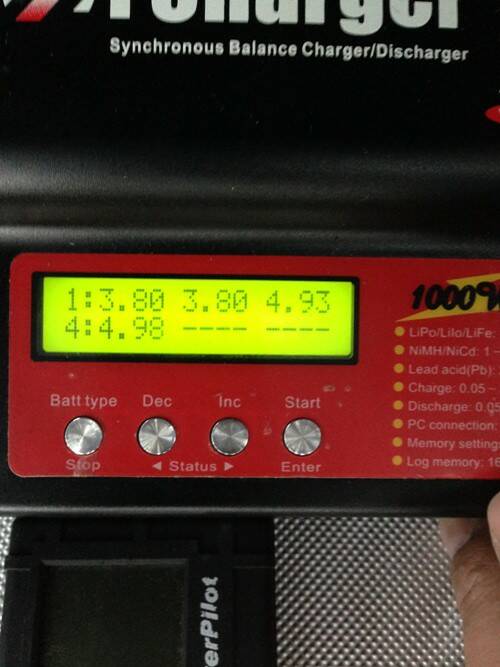 Synchronous Balance Charger/Discharger
1:3.80 3.80 4.93
4:4.98 ---- ----
1000W
LiPo/LiIo/LiFe:
NiMH/NiCd: 1
Lead acid(Pb):
Charge: 0.05 –
Discharge: 0.05
PC connection:
Memory settings
Log memory:
Batt type Dec Inc Start
Stop ◄ Status ► Enter
erPilot